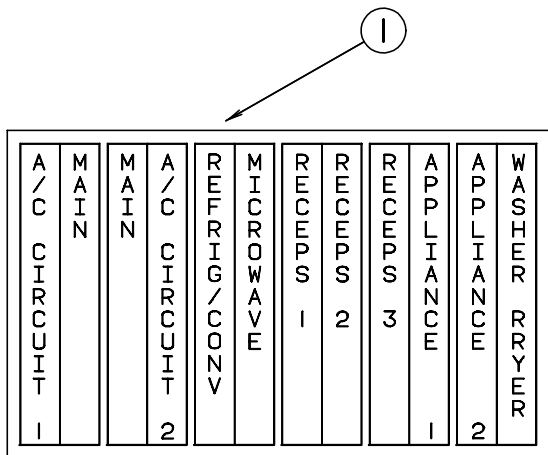 1
A/C CIRCUIT 1
MAIN
MAIN
A/C CIRCUIT 2
REFRIG/CONV
MICROWAVE
RECEPS 1
RECEPS 2
RECEPS 3
APPLIANCE 1
APPLIANCE 2
WASHER RRYER